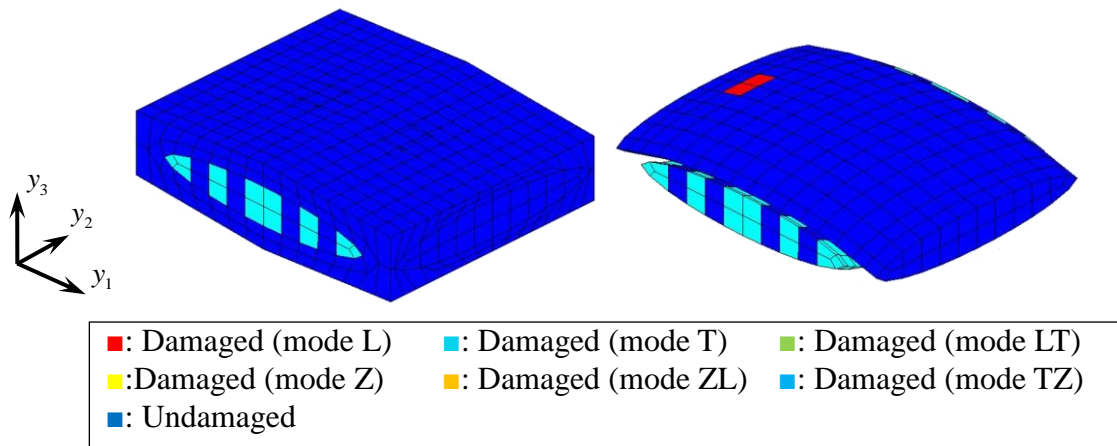 y3
y2
y1
■: Damaged (mode L) ■: Damaged (mode T) ■: Damaged (mode LT)
■:Damaged (mode Z) ■: Damaged (mode ZL) ■: Damaged (mode TZ)
■: Undamaged